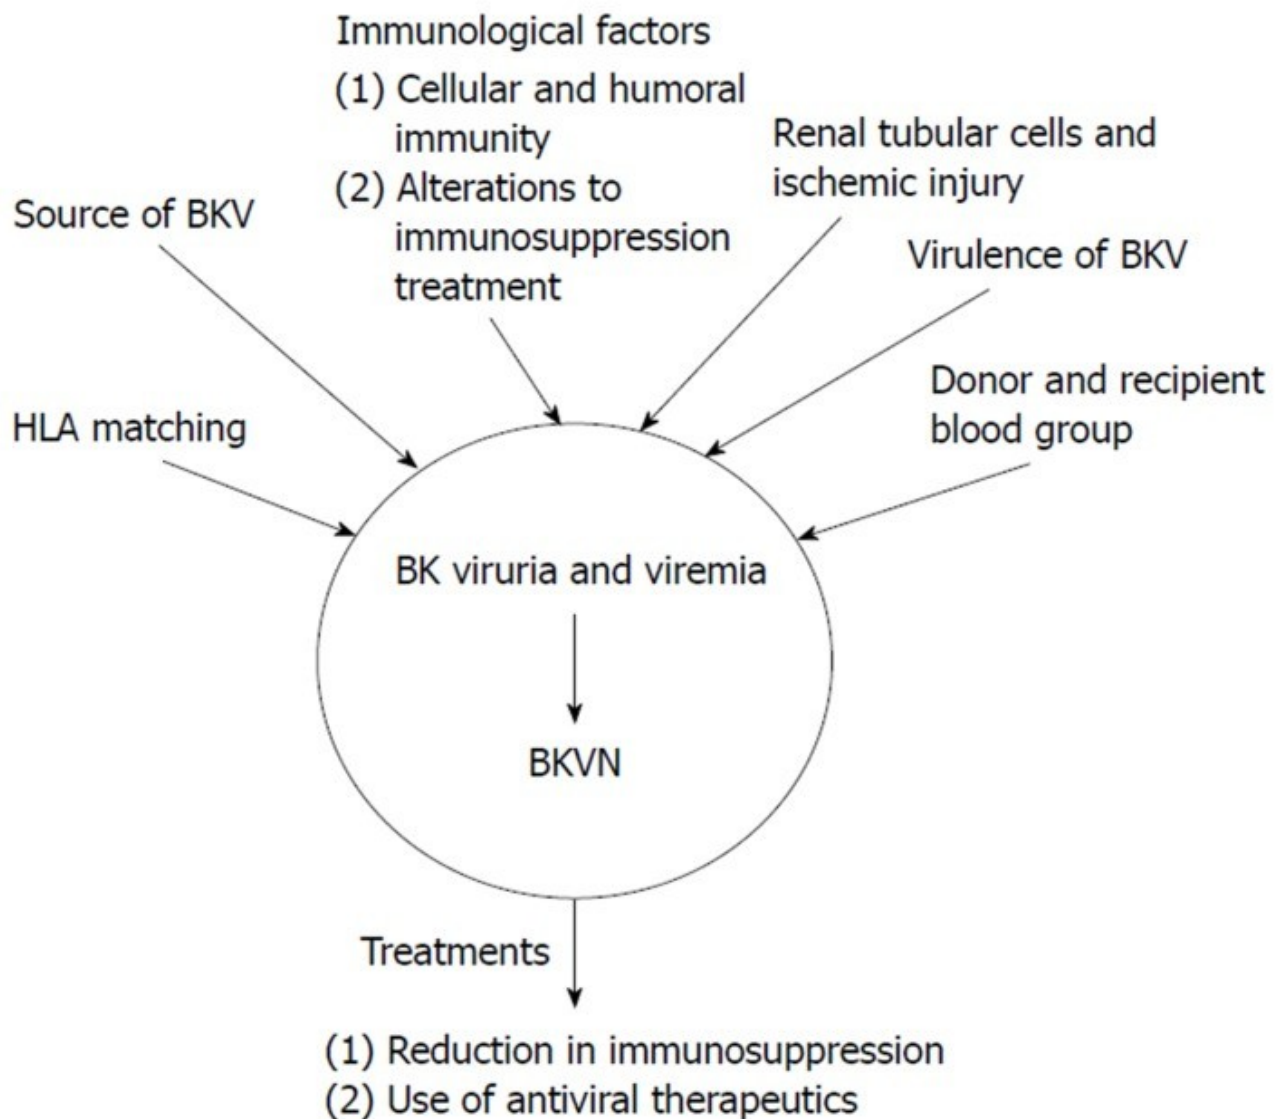 Immunological factors
(1) Cellular and humoral
immunity
(2) Alterations to
immunosuppression
treatment
Renal tubular cells and
ischemic injury
Source of BKV
Virulence of BKV
Donor and recipient
blood group
HLA matching
BK viruria and viremia
BKVN
Treatments
(1) Reduction in immunosuppression
(2) Use of antiviral therapeutics